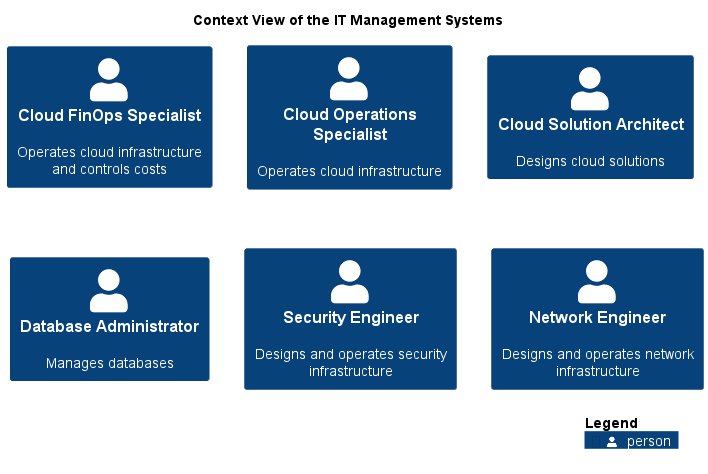 Context View of the IT Management Systems
Cloud FinOps Specialist
Operates cloud infrastructure
and controls costs
Cloud Operations
Specialist
Operates cloud infrastructure
Cloud Solution Architect
Designs cloud solutions
Database Administrator
Manages databases
Security Engineer
Designs and operates security
infrastructure
Network Engineer
Designs and operates network
infrastructure
Legend
person